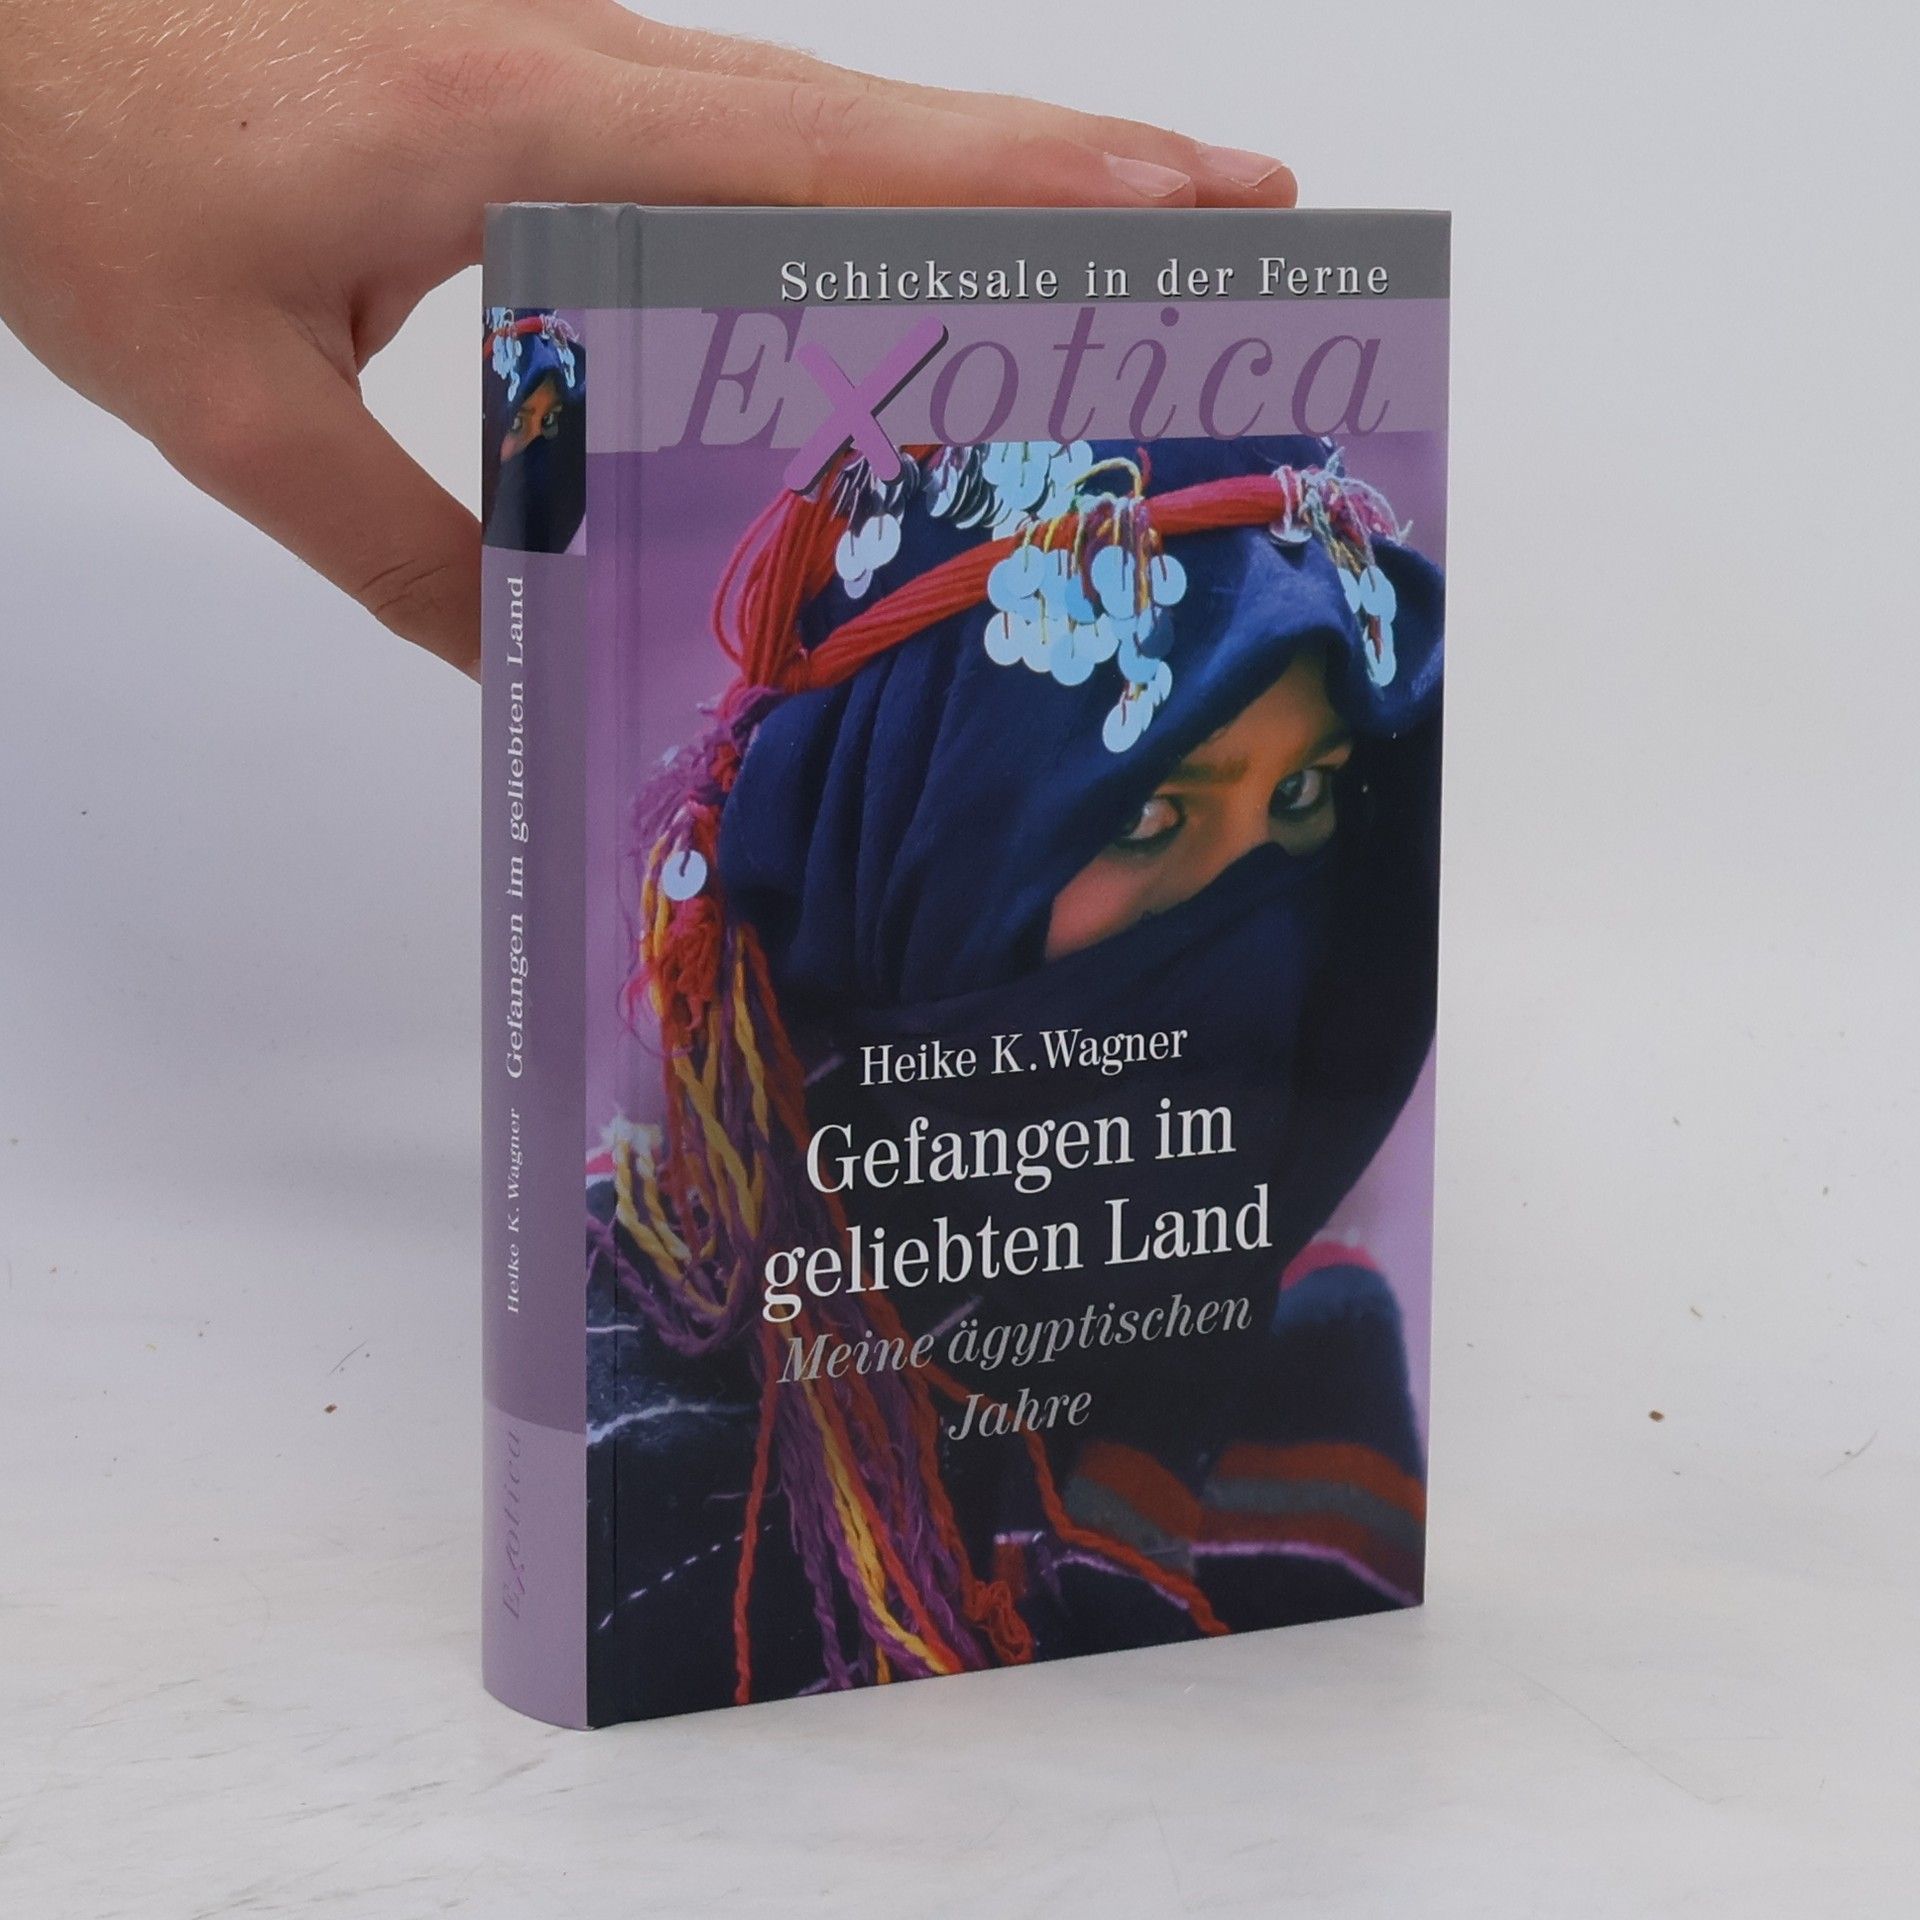 Schicksale in der Ferne
Exotica
Heike K. Wagner
Gefangen im
geliebten Land
Meine ägyptischen
Jahre
Heike K. Wagner Gefangen im geliebten Land
Exotica